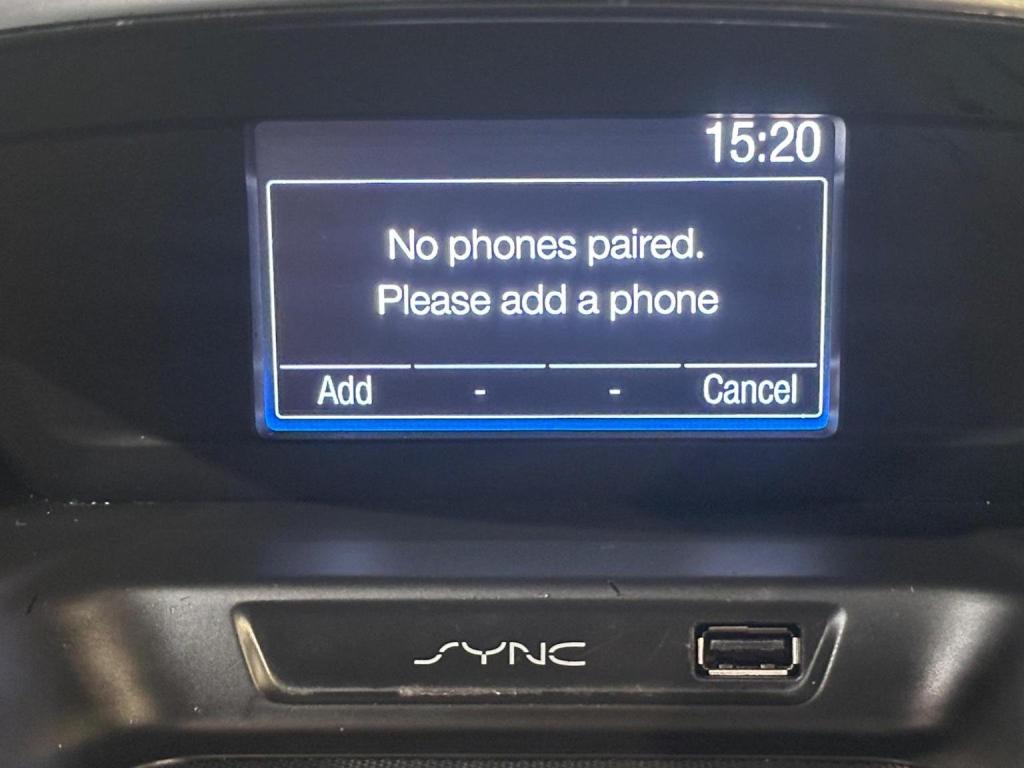 15:20
No phones paired.
Please add a phone
Add - - Cancel
SYNC